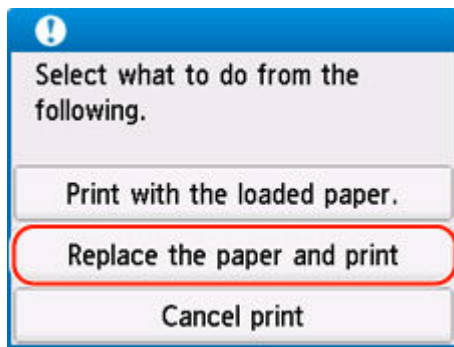 Select what to do from the
following.
Print with the loaded paper.
Replace the paper and print
Cancel print